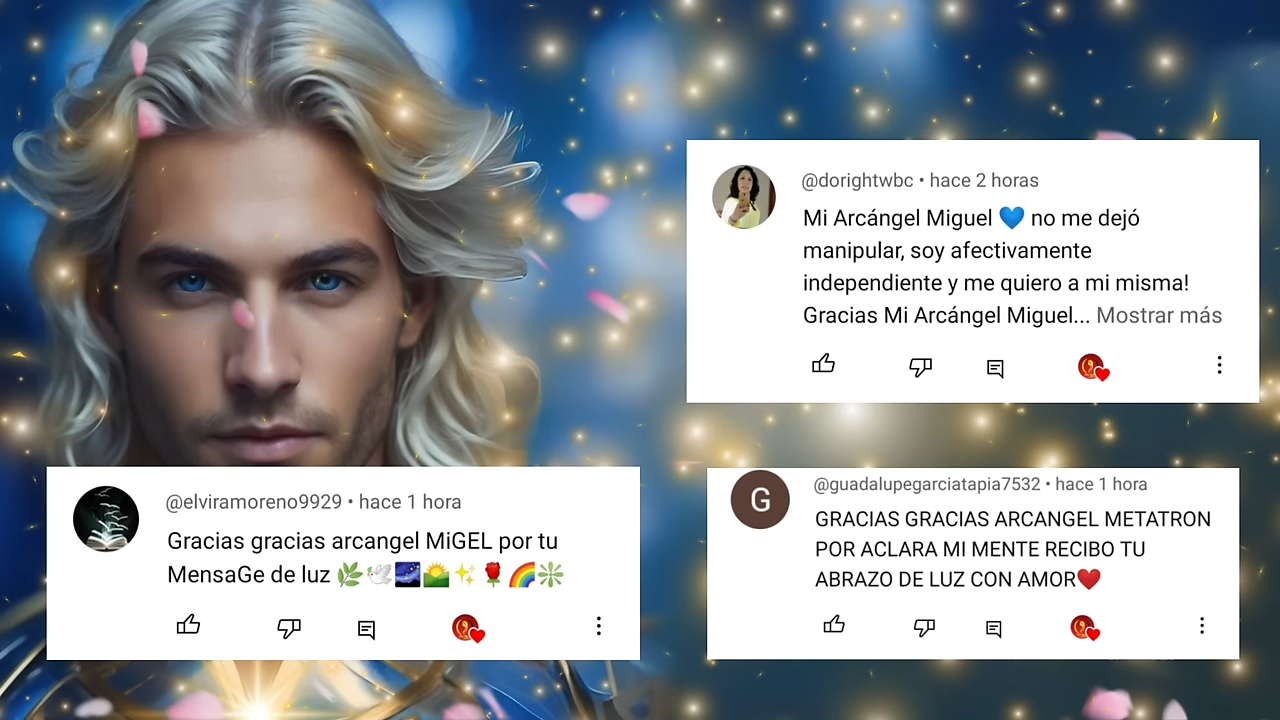 @dorightwbc • hace 2 horas
Mi Arcángel Miguel 💙 no me dejó
manipular, soy afectivamente
independiente y me quiero a mi misma!
Gracias Mi Arcángel Miguel... Mostrar más
@elviramoreno9929 • hace 1 hora
Gracias gracias arcangel MiGEL por tu
MensaGe de luz 🌿🕊️🌌🌄✨🌹🌈❇️
G
@guadalupegarciatapia7532 • hace 1 hora
GRACIAS GRACIAS ARCANGEL METATRON
POR ACLARA MI MENTE RECIBO TU
ABRAZO DE LUZ CON AMOR❤️